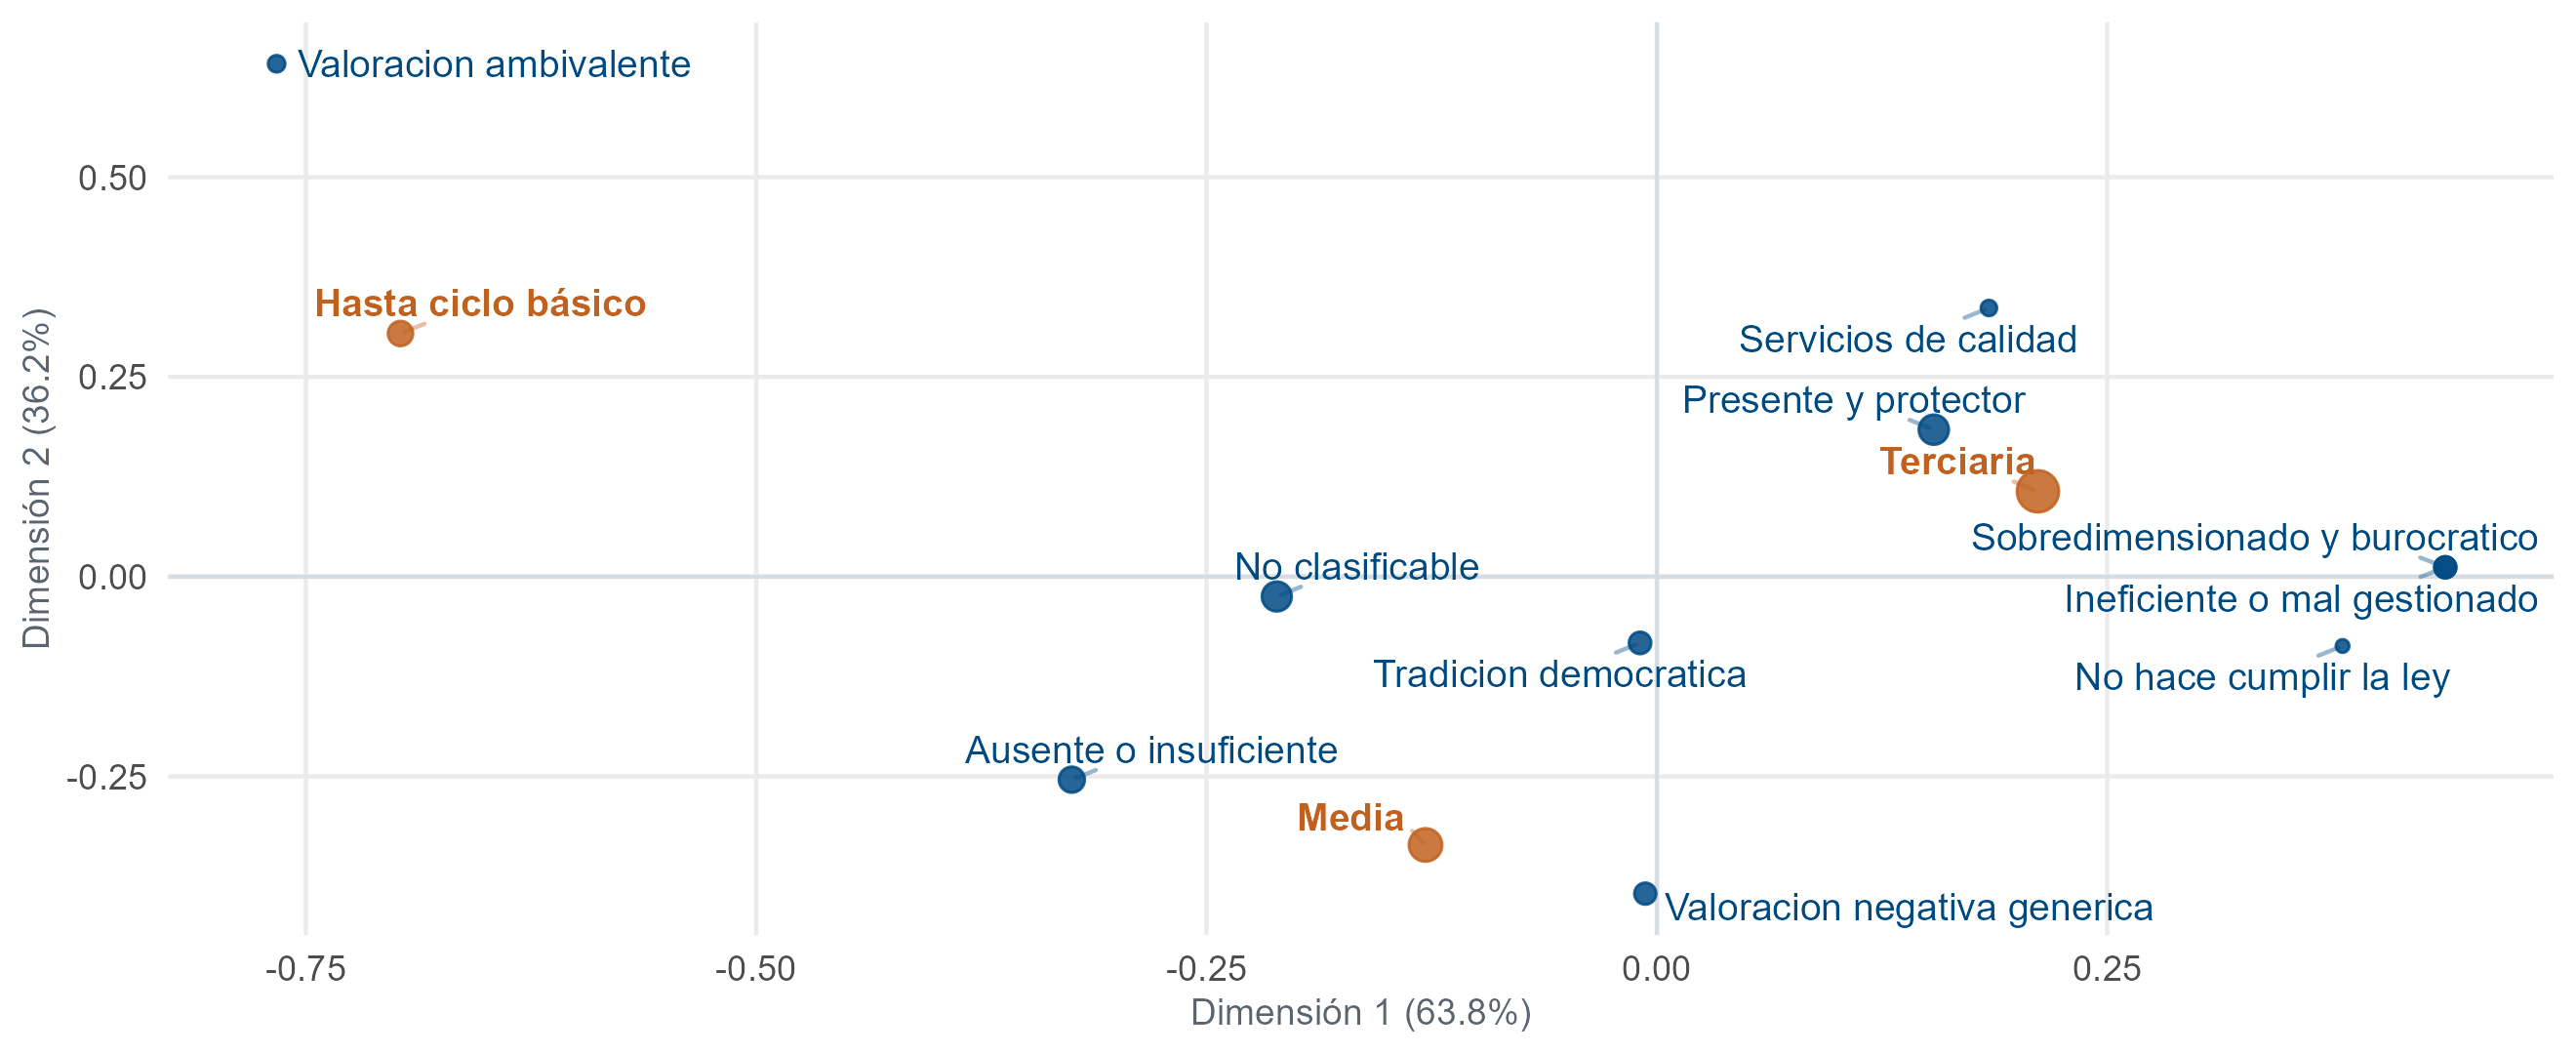 Valoracion ambivalente
0.50
Hasta ciclo básico
Servicios de calidad
0.25
Presente y protector
Terciaria
Sobredimensionado y burocratico
No clasificable
0.00
Ineficiente o mal gestionado
Tradicion democratica
No hace cumplir la ley
Ausente o insuficiente
-0.25
Media
Valoracion negativa generica
-0.75
-0.50
-0.25
0.00
0.25
Dimensión 1 (63.8%)
Dimensión 2 (36.2%)